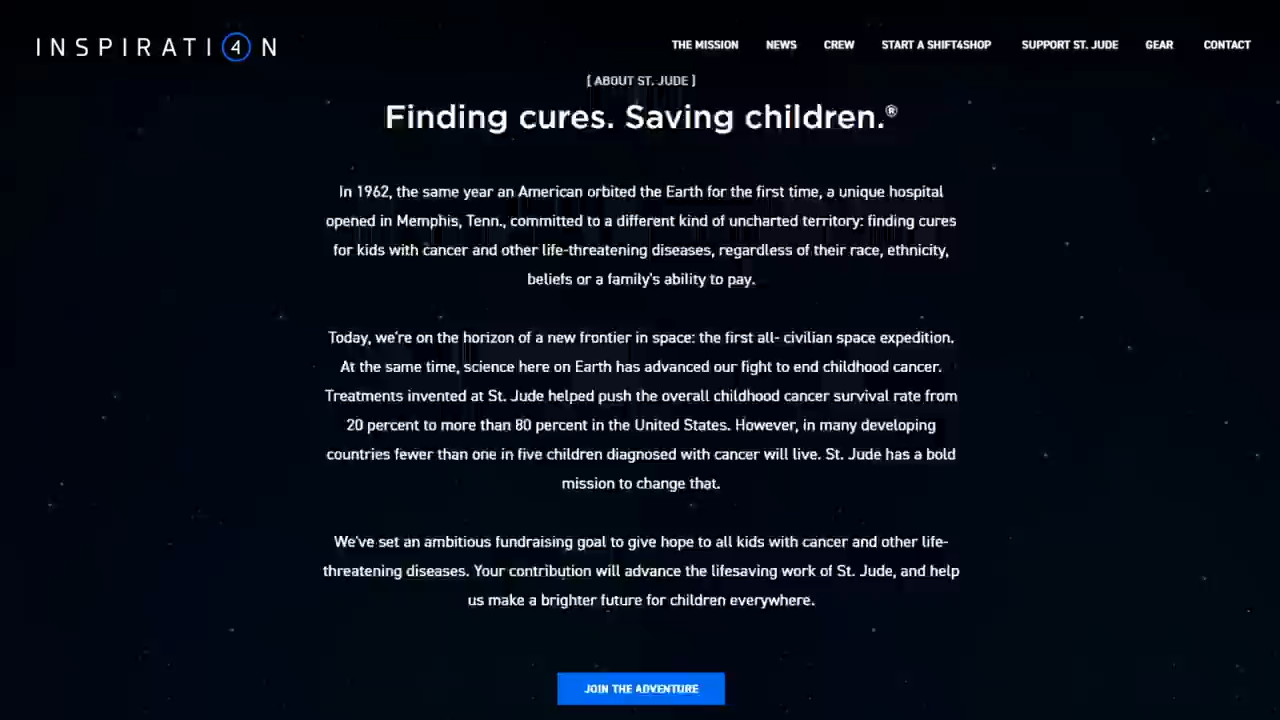 INSPIRATI4N
THE MISSION NEWS CREW START A SHIFT4SHOP SUPPORT ST. JUDE GEAR CONTACT
[ ABOUT ST. JUDE ]
Finding cures. Saving children.®
In 1962, the same year an American orbited the Earth for the first time, a unique hospital
opened in Memphis, Tenn., committed to a different kind of uncharted territory: finding cures
for kids with cancer and other life-threatening diseases, regardless of their race, ethnicity,
beliefs or a family's ability to pay.
Today, we're on the horizon of a new frontier in space: the first all- civilian space expedition.
At the same time, science here on Earth has advanced our fight to end childhood cancer.
Treatments invented at St. Jude helped push the overall childhood cancer survival rate from
20 percent to more than 80 percent in the United States. However, in many developing
countries fewer than one in five children diagnosed with cancer will live. St. Jude has a bold
mission to change that.
We've set an ambitious fundraising goal to give hope to all kids with cancer and other life-
threatening diseases. Your contribution will advance the lifesaving work of St. Jude, and help
us make a brighter future for children everywhere.
JOIN THE ADVENTURE